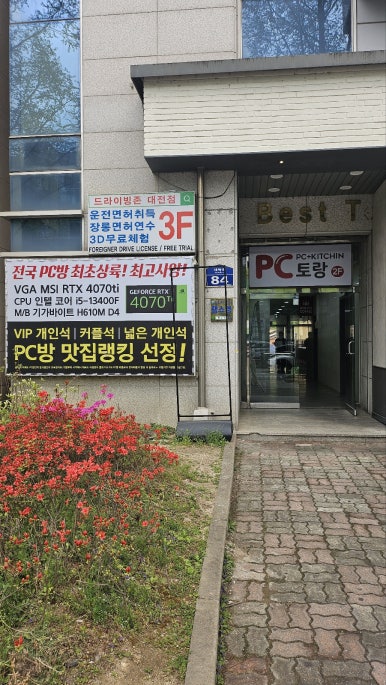 드라이빙존 대전점
운전면허취득
장롱면허연수
3D무료체험
3F
FOREIGNER DRIVE LICENSE / FREE TRIAL
Best T
PC
PC+KITCHIN
토랑
2F
84
전국 PC방 최초상륙! 최고사양!
VGA MSI RTX 4070ti
CPU 인텔 코어 i5-13400F
M/B 기가바이트 H610M D4
GEFORCE RTX
4070Ti
VIP 개인석 | 커플석 | 넓은 개인석
PC방 맛집랭킹 선정!